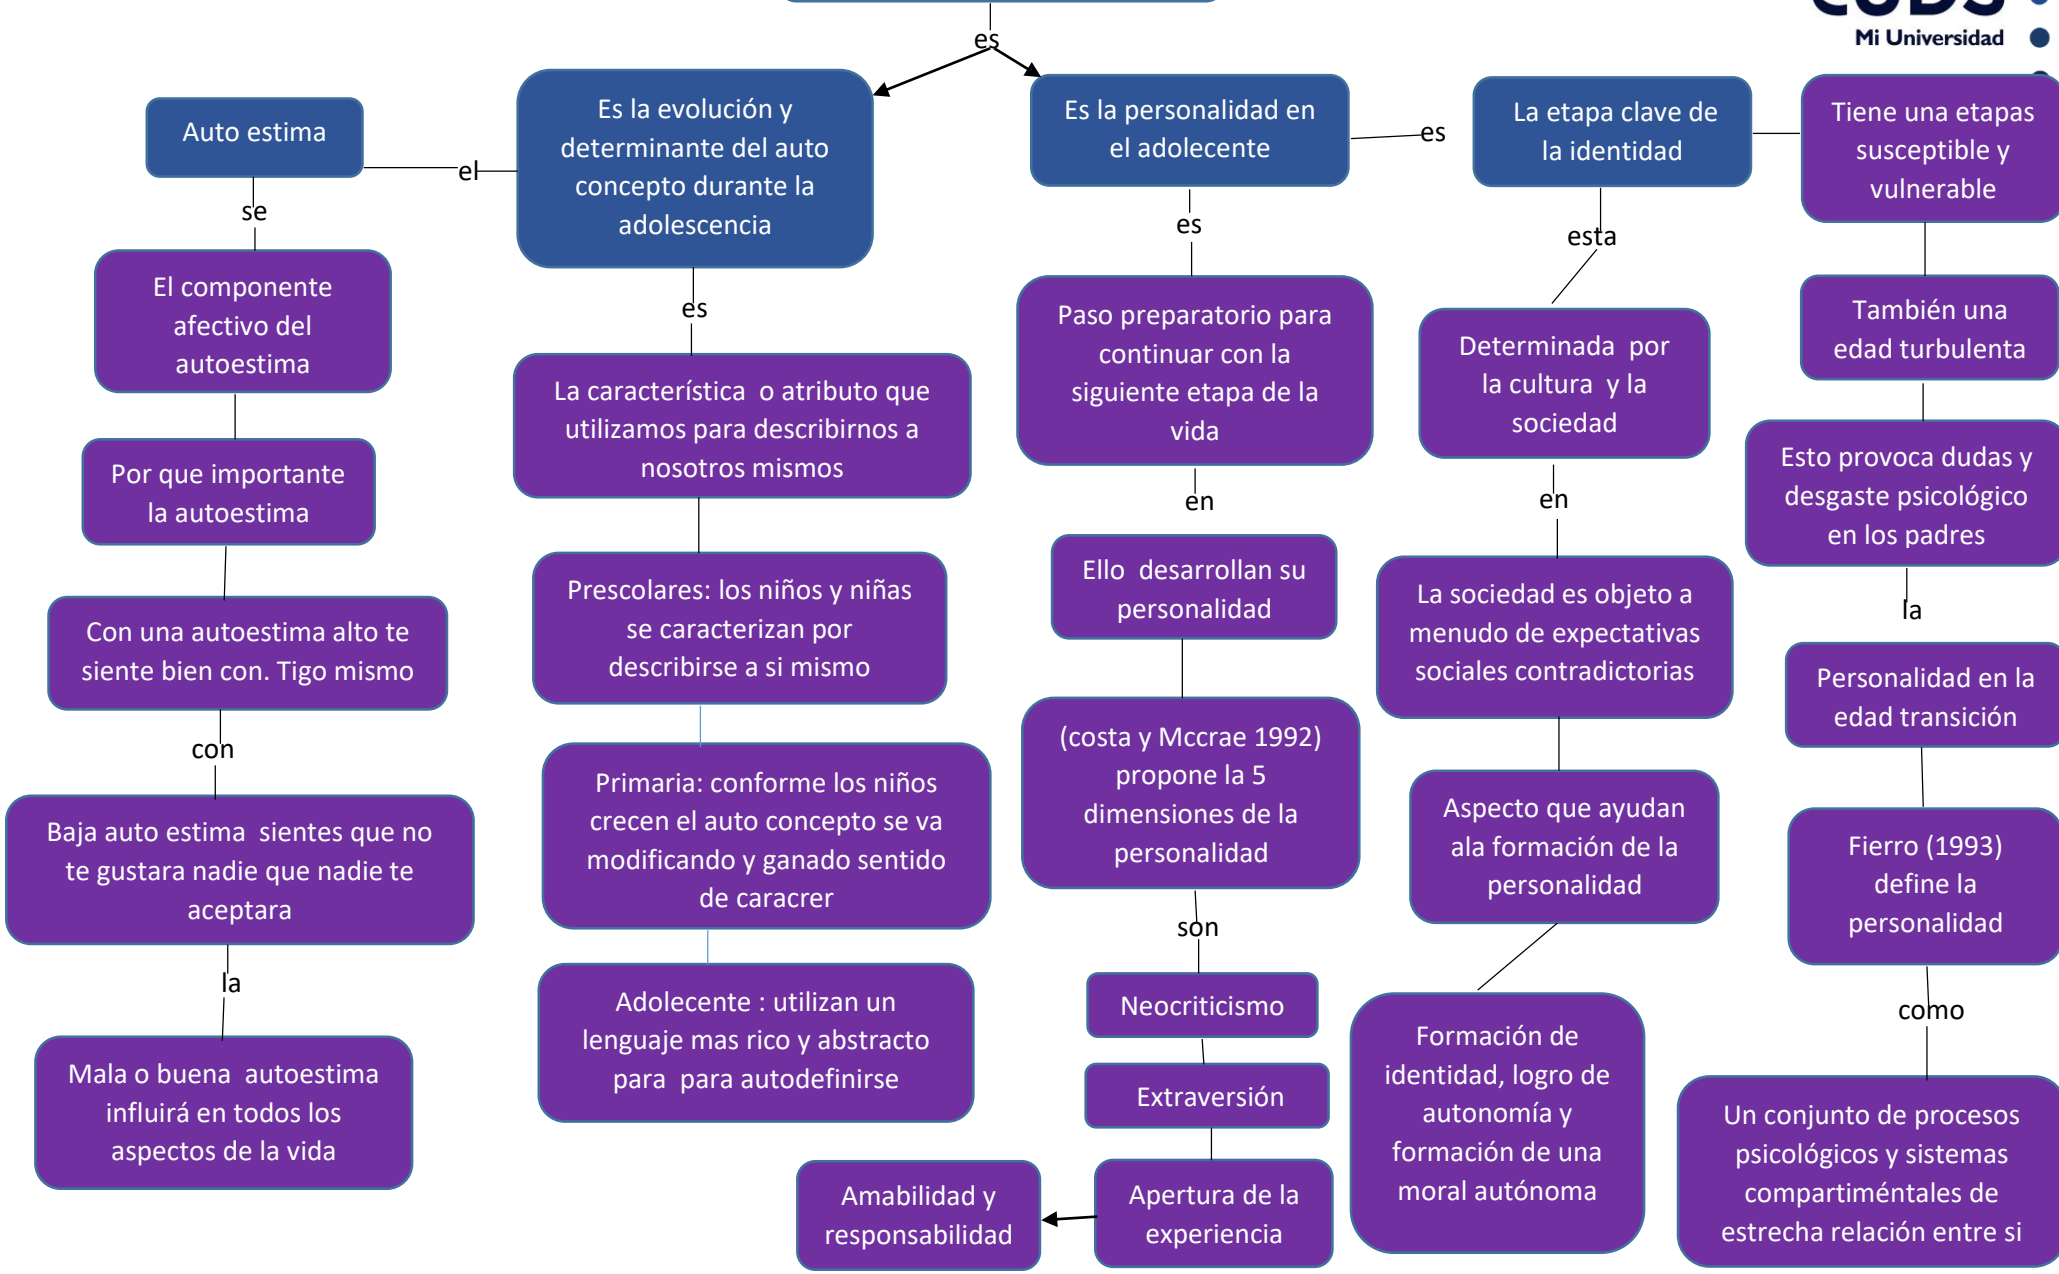 Mi Universidad
es
Auto estima
el
Es la evolución y
determinante del auto
concepto durante la
adolescencia
Es la personalidad en
el adolecente
es
La etapa clave de
la identidad
Tiene una etapas
susceptible y
vulnerable
se
El componente
afectivo del
autoestima
Por que importante
la autoestima
Con una autoestima alto te
siente bien con. Tigo mismo
con
Baja auto estima sientes que no
te gustara nadie que nadie te
aceptara
la
Mala o buena autoestima
influirá en todos los
aspectos de la vida
es
La característica o atributo que
utilizamos para describirnos a
nosotros mismos
Prescolares: los niños y niñas
se caracterizan por
describirse a si mismo
Primaria: conforme los niños
crecen el auto concepto se va
modificando y ganado sentido
de caracrer
Adolecente : utilizan un
lenguaje mas rico y abstracto
para para autodefinirse
es
Paso preparatorio para
continuar con la
siguiente etapa de la
vida
en
Ello desarrollan su
personalidad
(costa y Mccrae 1992)
propone la 5
dimensiones de la
personalidad
son
Neocriticismo
Extraversión
Apertura de la
experiencia
Amabilidad y
responsabilidad
esta
Determinada por
la cultura y la
sociedad
en
La sociedad es objeto a
menudo de expectativas
sociales contradictorias
Aspecto que ayudan
ala formación de la
personalidad
Formación de
identidad, logro de
autonomía y
formación de una
moral autónoma
También una
edad turbulenta
Esto provoca dudas y
desgaste psicológico
en los padres
la
Personalidad en la
edad transición
Fierro (1993)
define la
personalidad
como
Un conjunto de procesos
psicológicos y sistemas
compartiméntales de
estrecha relación entre si